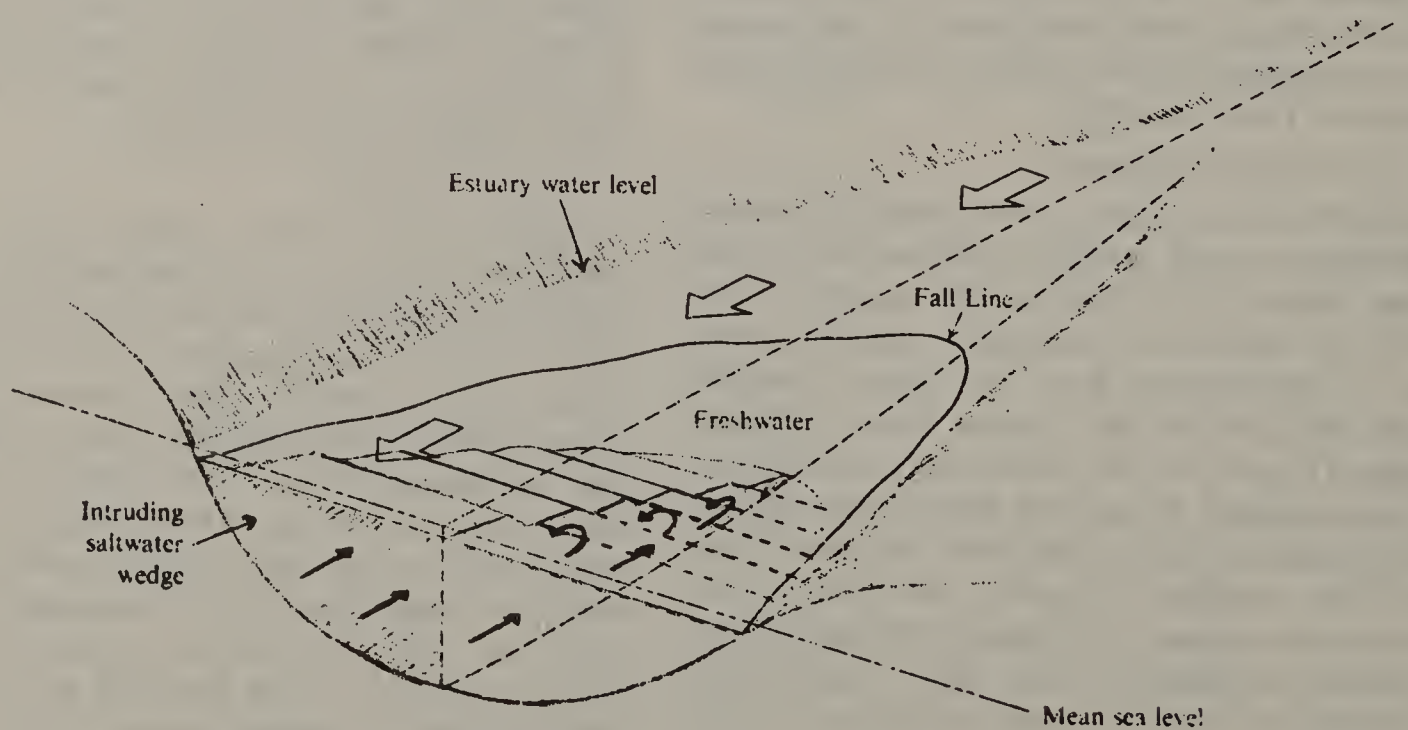 Estuary water level
Fall Line
Freshwater
Intruding
saltwater
wedge
Mean sea level